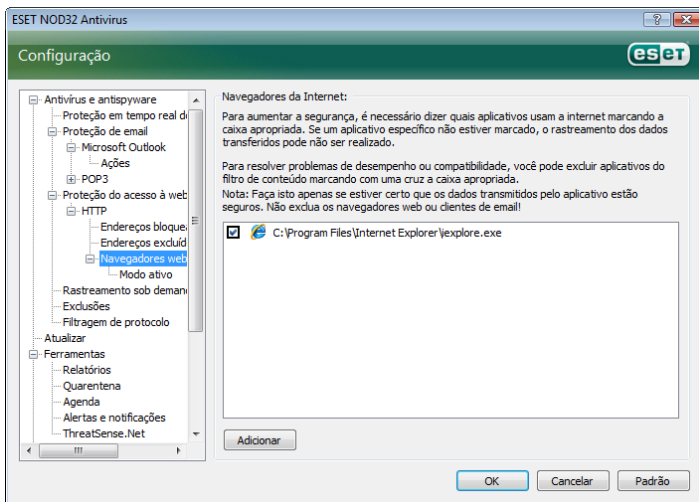 ESET NOD32 Antivirus
Configuração
eset
Antivírus e antispyware
Proteção em tempo real d
Proteção de email
Microsoft Outlook
Ações
POP3
Proteção do acesso à web
HTTP
Endereços bloque
Endereços excluíd
Navegadores web
Modo ativo
Rastreamento sob deman
Exclusões
Filtragem de protocolo
Atualizar
Ferramentas
Relatórios
Quarentena
Agenda
Alertas e notificações
ThreatSense.Net
Navegadores da Internet:
Para aumentar a segurança, é necessário dizer quais aplicativos usam a internet marcando a
caixa apropriada. Se um aplicativo específico não estiver marcado, o rastreamento dos dados
transferidos pode não ser realizado.
Para resolver problemas de desempenho ou compatibilidade, você pode excluir aplicativos do
filtro de conteúdo marcando com uma cruz a caixa apropriada.
Nota: Faça isto apenas se estiver certo que os dados transmitidos pelo aplicativo estão
seguros. Não exclua os navegadores web ou clientes de email!
C:\Program Files\Internet Explorer\iexplore.exe
Adicionar
OK
Cancelar
Padrão